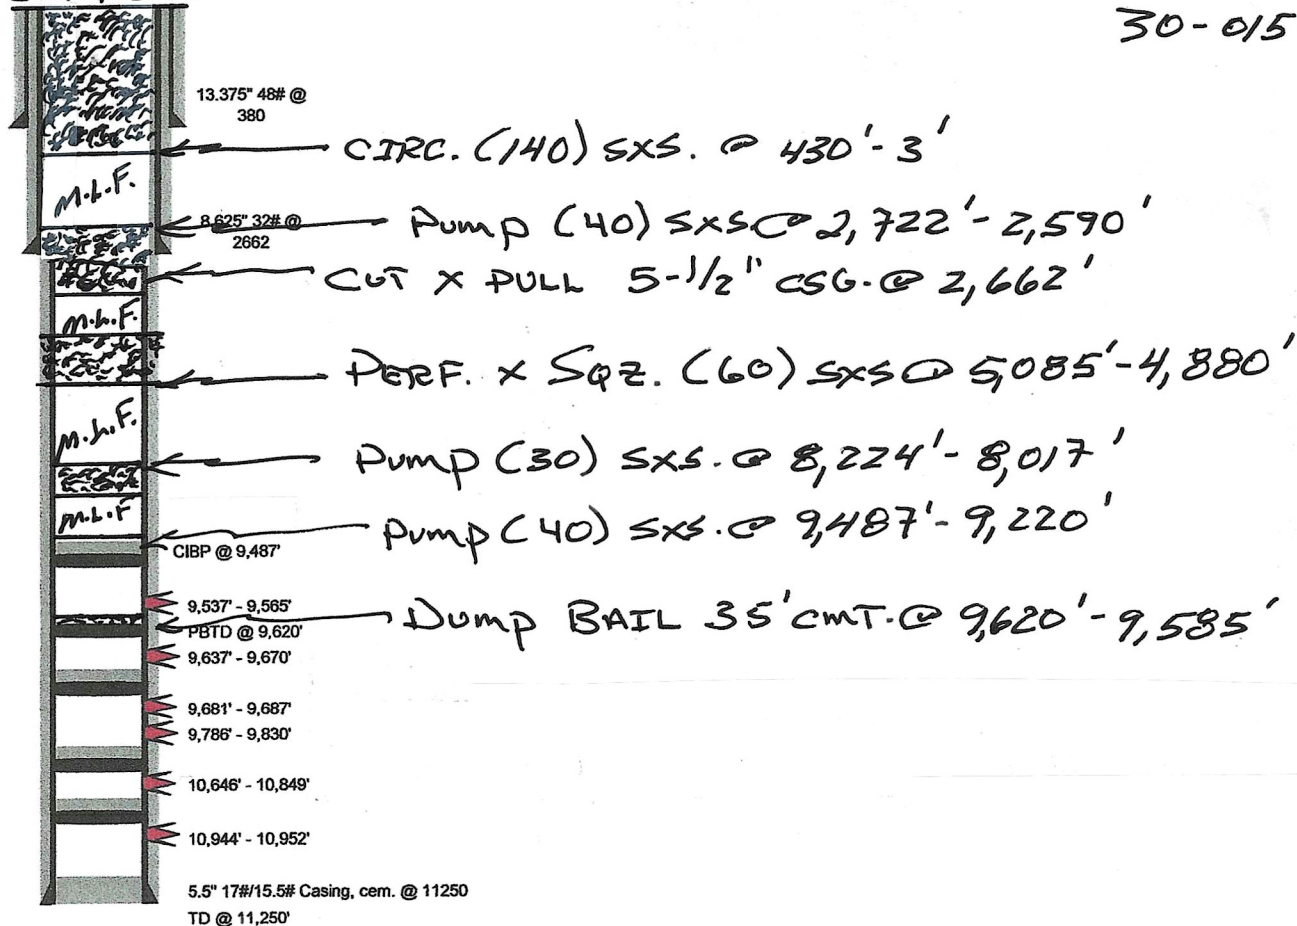 30-015
13.375" 48# @
380
CIRC. (140) SXS. @ 430'-3'
M.L.F.
8.625" 32# @
2662
Pump (40) SXS @ 2,722'-2,590'
CUT X PULL 5-1/2" CSG. @ 2,662'
M.L.F.
PERF. X SQZ. (60) SXS @ 5,085'-4,880'
M.L.F.
Pump (30) SXS. @ 8,224'-8,017'
M.L.F
Pump (40) SXS. @ 9,487'-9,220'
CIBP @ 9,487'
9,537' - 9,565'
Dump BAIL 35' CMT. @ 9,620'-9,585'
PBTD @ 9,620'
9,637' - 9,670'
9,681' - 9,687'
9,786' - 9,830'
10,646' - 10,849'
10,944' - 10,952'
5.5" 17#/15.5# Casing, cem. @ 11250
TD @ 11,250'